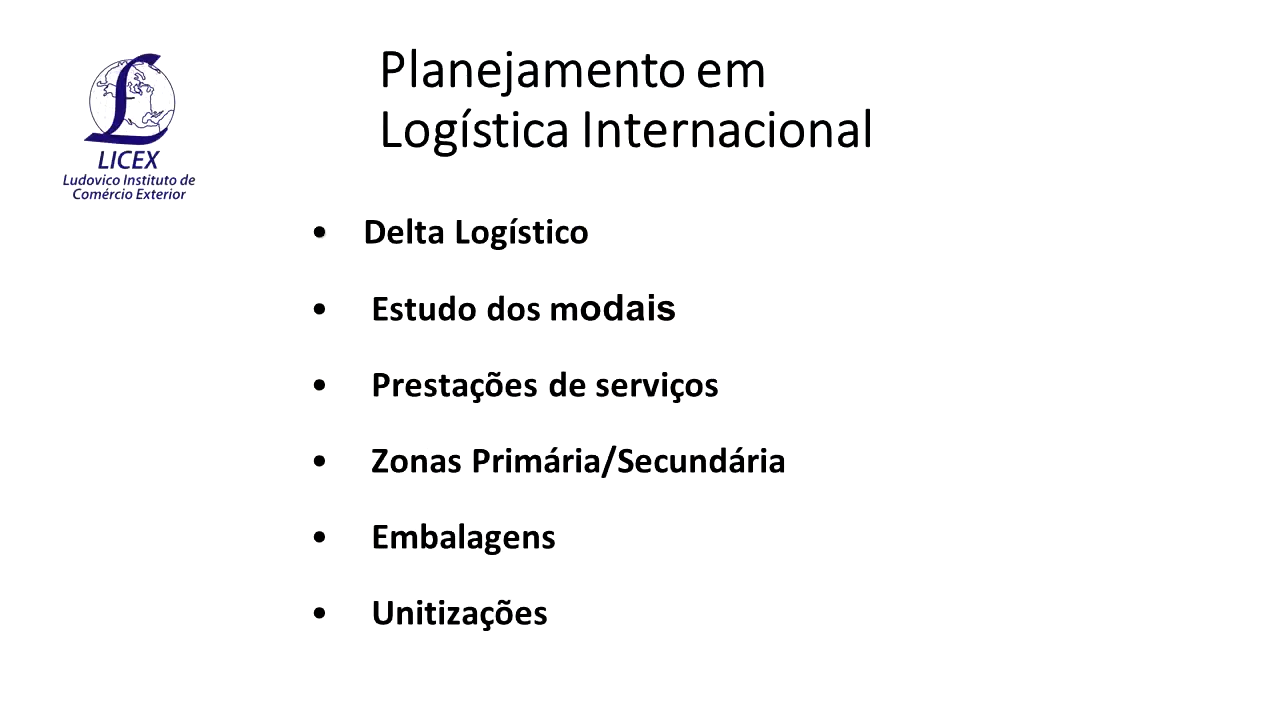 Planejamento em
Logística Internacional
LICEX
Ludovico Instituto de
Comércio Exterior
• Delta Logístico
• Estudo dos modais
• Prestações de serviços
• Zonas Primária/Secundária
• Embalagens
• Unitizações